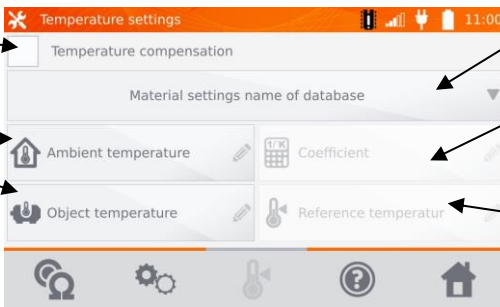 Temperature settings 11:00
Temperature compensation
Material settings name of database
Ambient temperature
1/K Coefficient
Object temperature
Reference temperatur
Ω
?